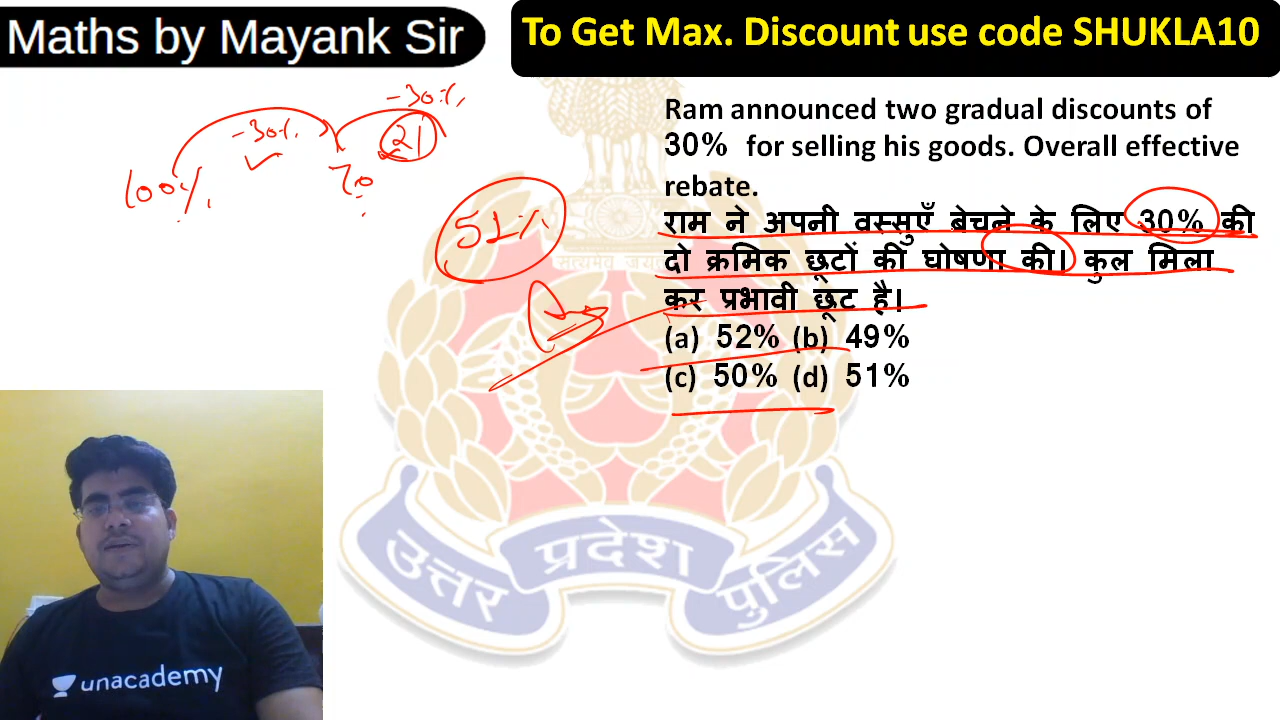 Maths by Mayank Sir
To Get Max. Discount use code SHUKLA10
-30%
-30%
21
100%
70
51%
Ram announced two gradual discounts of
30% for selling his goods. Overall effective
rebate.
राम ने अपनी वस्सुएँ बेचने के लिए 30% की
दो क्रमिक छूटों की घोषणा की। कुल मिला
कर प्रभावी छूट है।
(a) 52% (b) 49%
(c) 50% (d) 51%
उत्तर प्रदेश पुलिस
unacademy